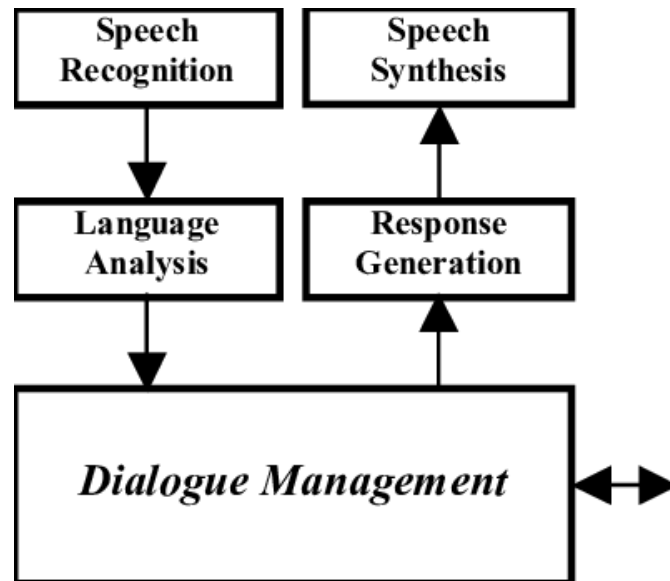 Speech
Recognition
Speech
Synthesis
Language
Analysis
Response
Generation
Dialogue Management